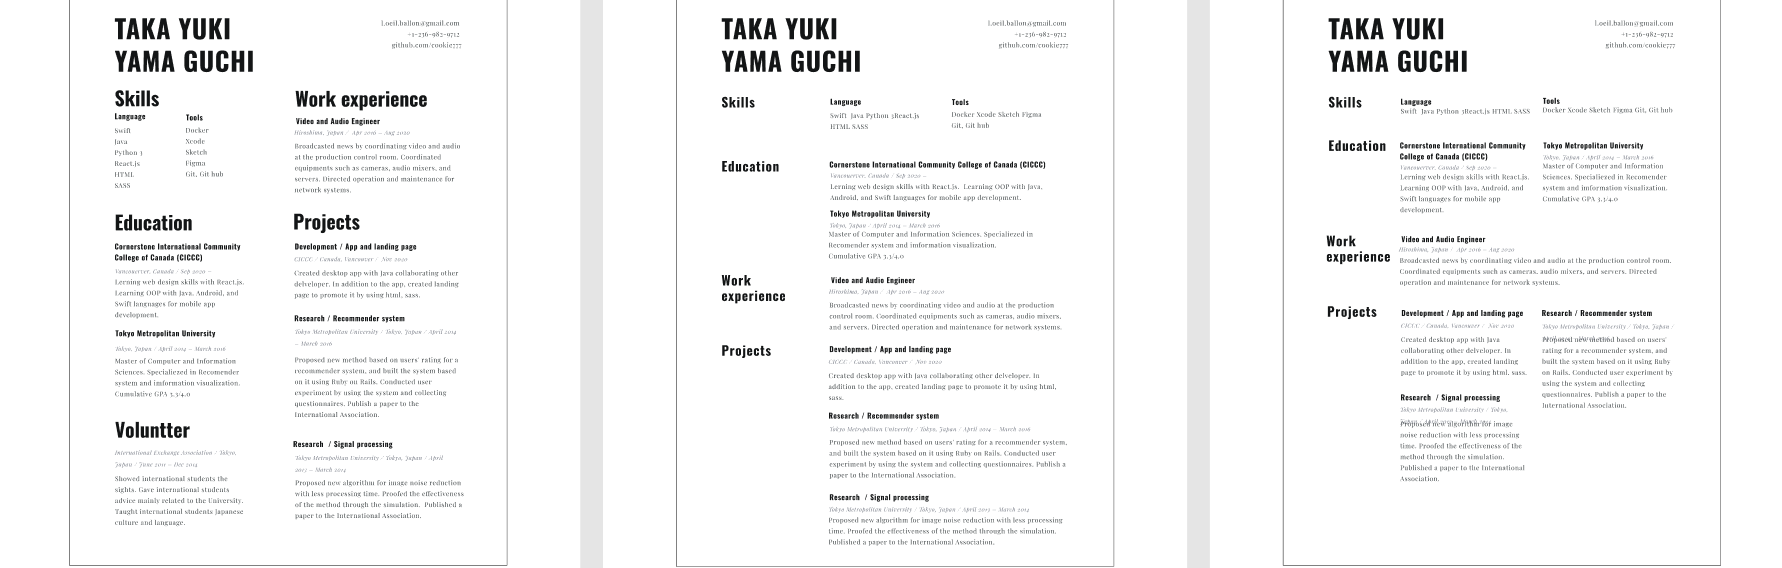 TAKA YUKI
YAMA GUCHI
Loeil.ballon@gmail.com
+1-236-982-9712
github.com/cookie777
Skills
Language
Swift
Java
Python 3
React.js
HTML
SASS
Tools
Docker
Xcode
Sketch
Figma
Git, Git hub
Education
Cornerstone International Community
College of Canada (CICCC)
Vancouerver, Canada / Sep 2020 –
Lerning web design skills with React.js.
Learning OOP with Java, Android, and
Swift languages for mobile app
development.
Tokyo Metropolitan University
Tokyo, Japan / April 2014 – March 2016
Master of Computer and Information
Sciences. Speciallezied in Recomender
system and imformation visualization.
Cumulative GPA 3.3/4.0
Voluntter
International Exchange Association / Tokyo,
Japan / June 2011 – Dec 2014
Showed international students the
sights. Gave international students
advice mainly related to the University.
Taught international students Japanese
culture and language.
Work experience
Video and Audio Engineer
Hiroshima, Japan / Apr 2016 – Aug 2020
Broadcasted news by coordinating video and audio
at the production control room. Coordinated
equipments such as cameras, audio mixers, and
servers. Directed operation and maintenance for
network systems.
Projects
Development / App and landing page
CICCC / Canada, Vancouver / Nov 2020
Created desktop app with Java collaborating other
delveloper. In addition to the app, created landing
page to promote it by using html, sass.
Research / Recommender system
Tokyo Metropolitan University / Tokyo, Japan / April 2014
– March 2016
Proposed new method based on users' rating for a
recommender system, and built the system based
on it using Ruby on Rails. Conducted user
experiment by using the system and collecting
questionnaires. Publish a paper to the
International Association.
Research / Signal processing
Tokyo Metropolitan University / Tokyo, Japan / April
2013 – March 2014
Proposed new algorithm for image noise reduction
with less processing time. Proofed the effectiveness
of the method through the simulation. Published a
paper to the International Association.
TAKA YUKI
YAMA GUCHI
Loeil.ballon@gmail.com
+1-236-982-9712
github.com/cookie777
Skills
Language
Swift Java Python 3React.js
HTML SASS
Tools
Docker Xcode Sketch Figma
Git, Git hub
Education
Cornerstone International Community College of Canada (CICCC)
Vancouerver, Canada / Sep 2020 –
Lerning web design skills with React.js. Learning OOP with Java,
Android, and Swift languages for mobile app development.
Tokyo Metropolitan University
Tokyo, Japan / April 2014 – March 2016
Master of Computer and Information Sciences. Speciallezied in
Recomender system and imformation visualization.
Cumulative GPA 3.3/4.0
Work
experience
Video and Audio Engineer
Hiroshima, Japan / Apr 2016 – Aug 2020
Broadcasted news by coordinating video and audio at the production
control room. Coordinated equipments such as cameras, audio mixers,
and servers. Directed operation and maintenance for network systems.
Projects
Development / App and landing page
CICCC / Canada, Vancouver / Nov 2020
Created desktop app with Java collaborating other delveloper. In
addition to the app, created landing page to promote it by using html,
sass.
Research / Recommender system
Tokyo Metropolitan University / Tokyo, Japan / April 2014 – March 2016
Proposed new method based on users' rating for a recommender system,
and built the system based on it using Ruby on Rails. Conducted user
experiment by using the system and collecting questionnaires. Publish a
paper to the International Association.
Research / Signal processing
Tokyo Metropolitan University / Tokyo, Japan / April 2013 – March 2014
Proposed new algorithm for image noise reduction with less processing
time. Proofed the effectiveness of the method through the simulation.
Published a paper to the International Association.
TAKA YUKI
YAMA GUCHI
Loeil.ballon@gmail.com
+1-236-982-9712
github.com/cookie777
Skills
Language
Swift Java Python 3React.js HTML SASS
Tools
Docker Xcode Sketch Figma Git, Git hub
Education
Cornerstone International Community
College of Canada (CICCC)
Vancouerver, Canada / Sep 2020 –
Lerning web design skills with React.js.
Learning OOP with Java, Android, and
Swift languages for mobile app
development.
Tokyo Metropolitan University
Tokyo, Japan / April 2014 – March 2016
Master of Computer and Information
Sciences. Speciallezied in Recomender
system and imformation visualization.
Cumulative GPA 3.3/4.0
Work
experience
Video and Audio Engineer
Hiroshima, Japan / Apr 2016 – Aug 2020
Broadcasted news by coordinating video and audio at the production control room.
Coordinated equipments such as cameras, audio mixers, and servers. Directed
operation and maintenance for network systems.
Projects
Development / App and landing page
CICCC / Canada, Vancouver / Nov 2020
Created desktop app with Java
collaborating other delveloper. In
addition to the app, created landing
page to promote it by using html, sass.
Research / Signal processing
Tokyo Metropolitan University / Tokyo,
Proposed new algorithm for image
noise reduction with less processing
time. Proofed the effectiveness of the
method through the simulation.
Published a paper to the International
Association.
Research / Recommender system
Tokyo Metropolitan University / Tokyo, Japan /
Proposed new method based on users'
rating for a recommender system, and
built the system based on it using Ruby
on Rails. Conducted user experiment by
using the system and collecting
questionnaires. Publish a paper to the
International Association.